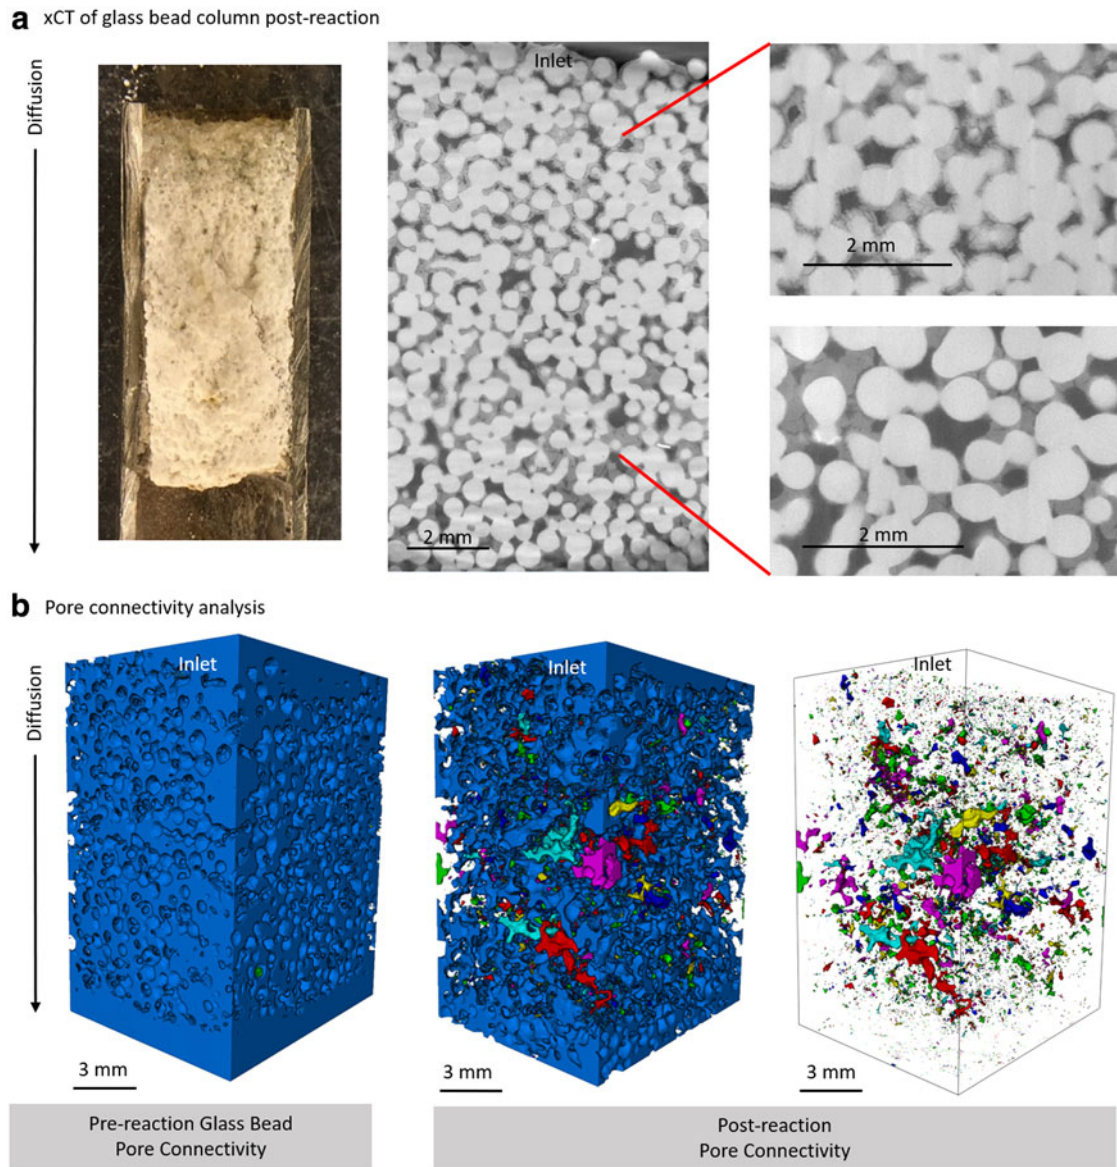 a xCT of glass bead column post-reaction
Diffusion
Inlet
2 mm
2 mm
2 mm
b Pore connectivity analysis
Diffusion
Inlet
Inlet
Inlet
3 mm
3 mm
3 mm
Pre-reaction Glass Bead
Pore Connectivity
Post-reaction
Pore Connectivity